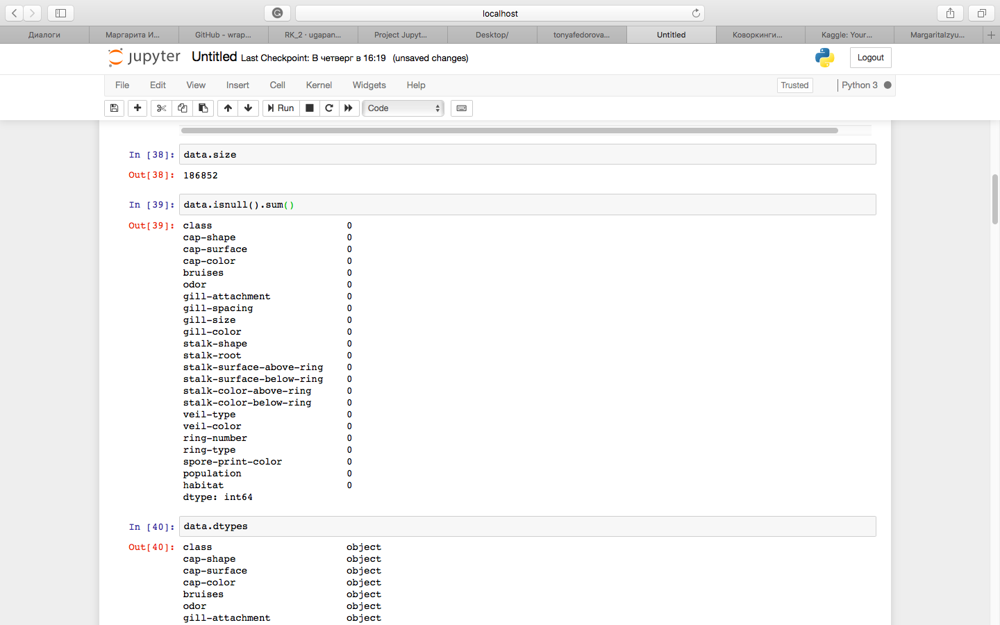 localhost
Диалоги
Маргарита И...
GitHub - wrap...
RK_2 · ugapan...
Project Jupyt...
Desktop/
tonyafedorova...
Untitled
Коворкинги...
Kaggle: Your...
MargaritaIzyu...
jupyter Untitled Last Checkpoint: В четверг в 16:19 (unsaved changes)
Logout
File Edit View Insert Cell Kernel Widgets Help
Trusted
Python 3
Run
Code
In [38]: data.size
Out[38]: 186852
In [39]: data.isnull().sum()
Out[39]: class 0
cap-shape 0
cap-surface 0
cap-color 0
bruises 0
odor 0
gill-attachment 0
gill-spacing 0
gill-size 0
gill-color 0
stalk-shape 0
stalk-root 0
stalk-surface-above-ring 0
stalk-surface-below-ring 0
stalk-color-above-ring 0
stalk-color-below-ring 0
veil-type 0
veil-color 0
ring-number 0
ring-type 0
spore-print-color 0
population 0
habitat 0
dtype: int64
In [40]: data.dtypes
Out[40]: class object
cap-shape object
cap-surface object
cap-color object
bruises object
odor object
gill-attachment object